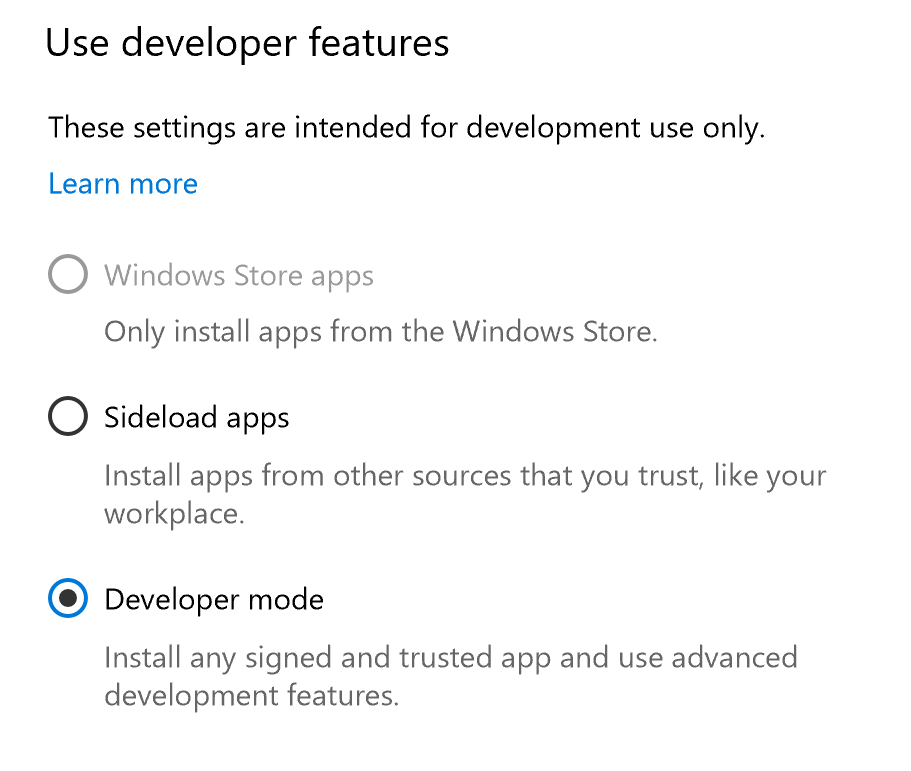 Use developer features
These settings are intended for development use only.
Learn more
Windows Store apps
Only install apps from the Windows Store.
Sideload apps
Install apps from other sources that you trust, like your
workplace.
Developer mode
Install any signed and trusted app and use advanced
development features.